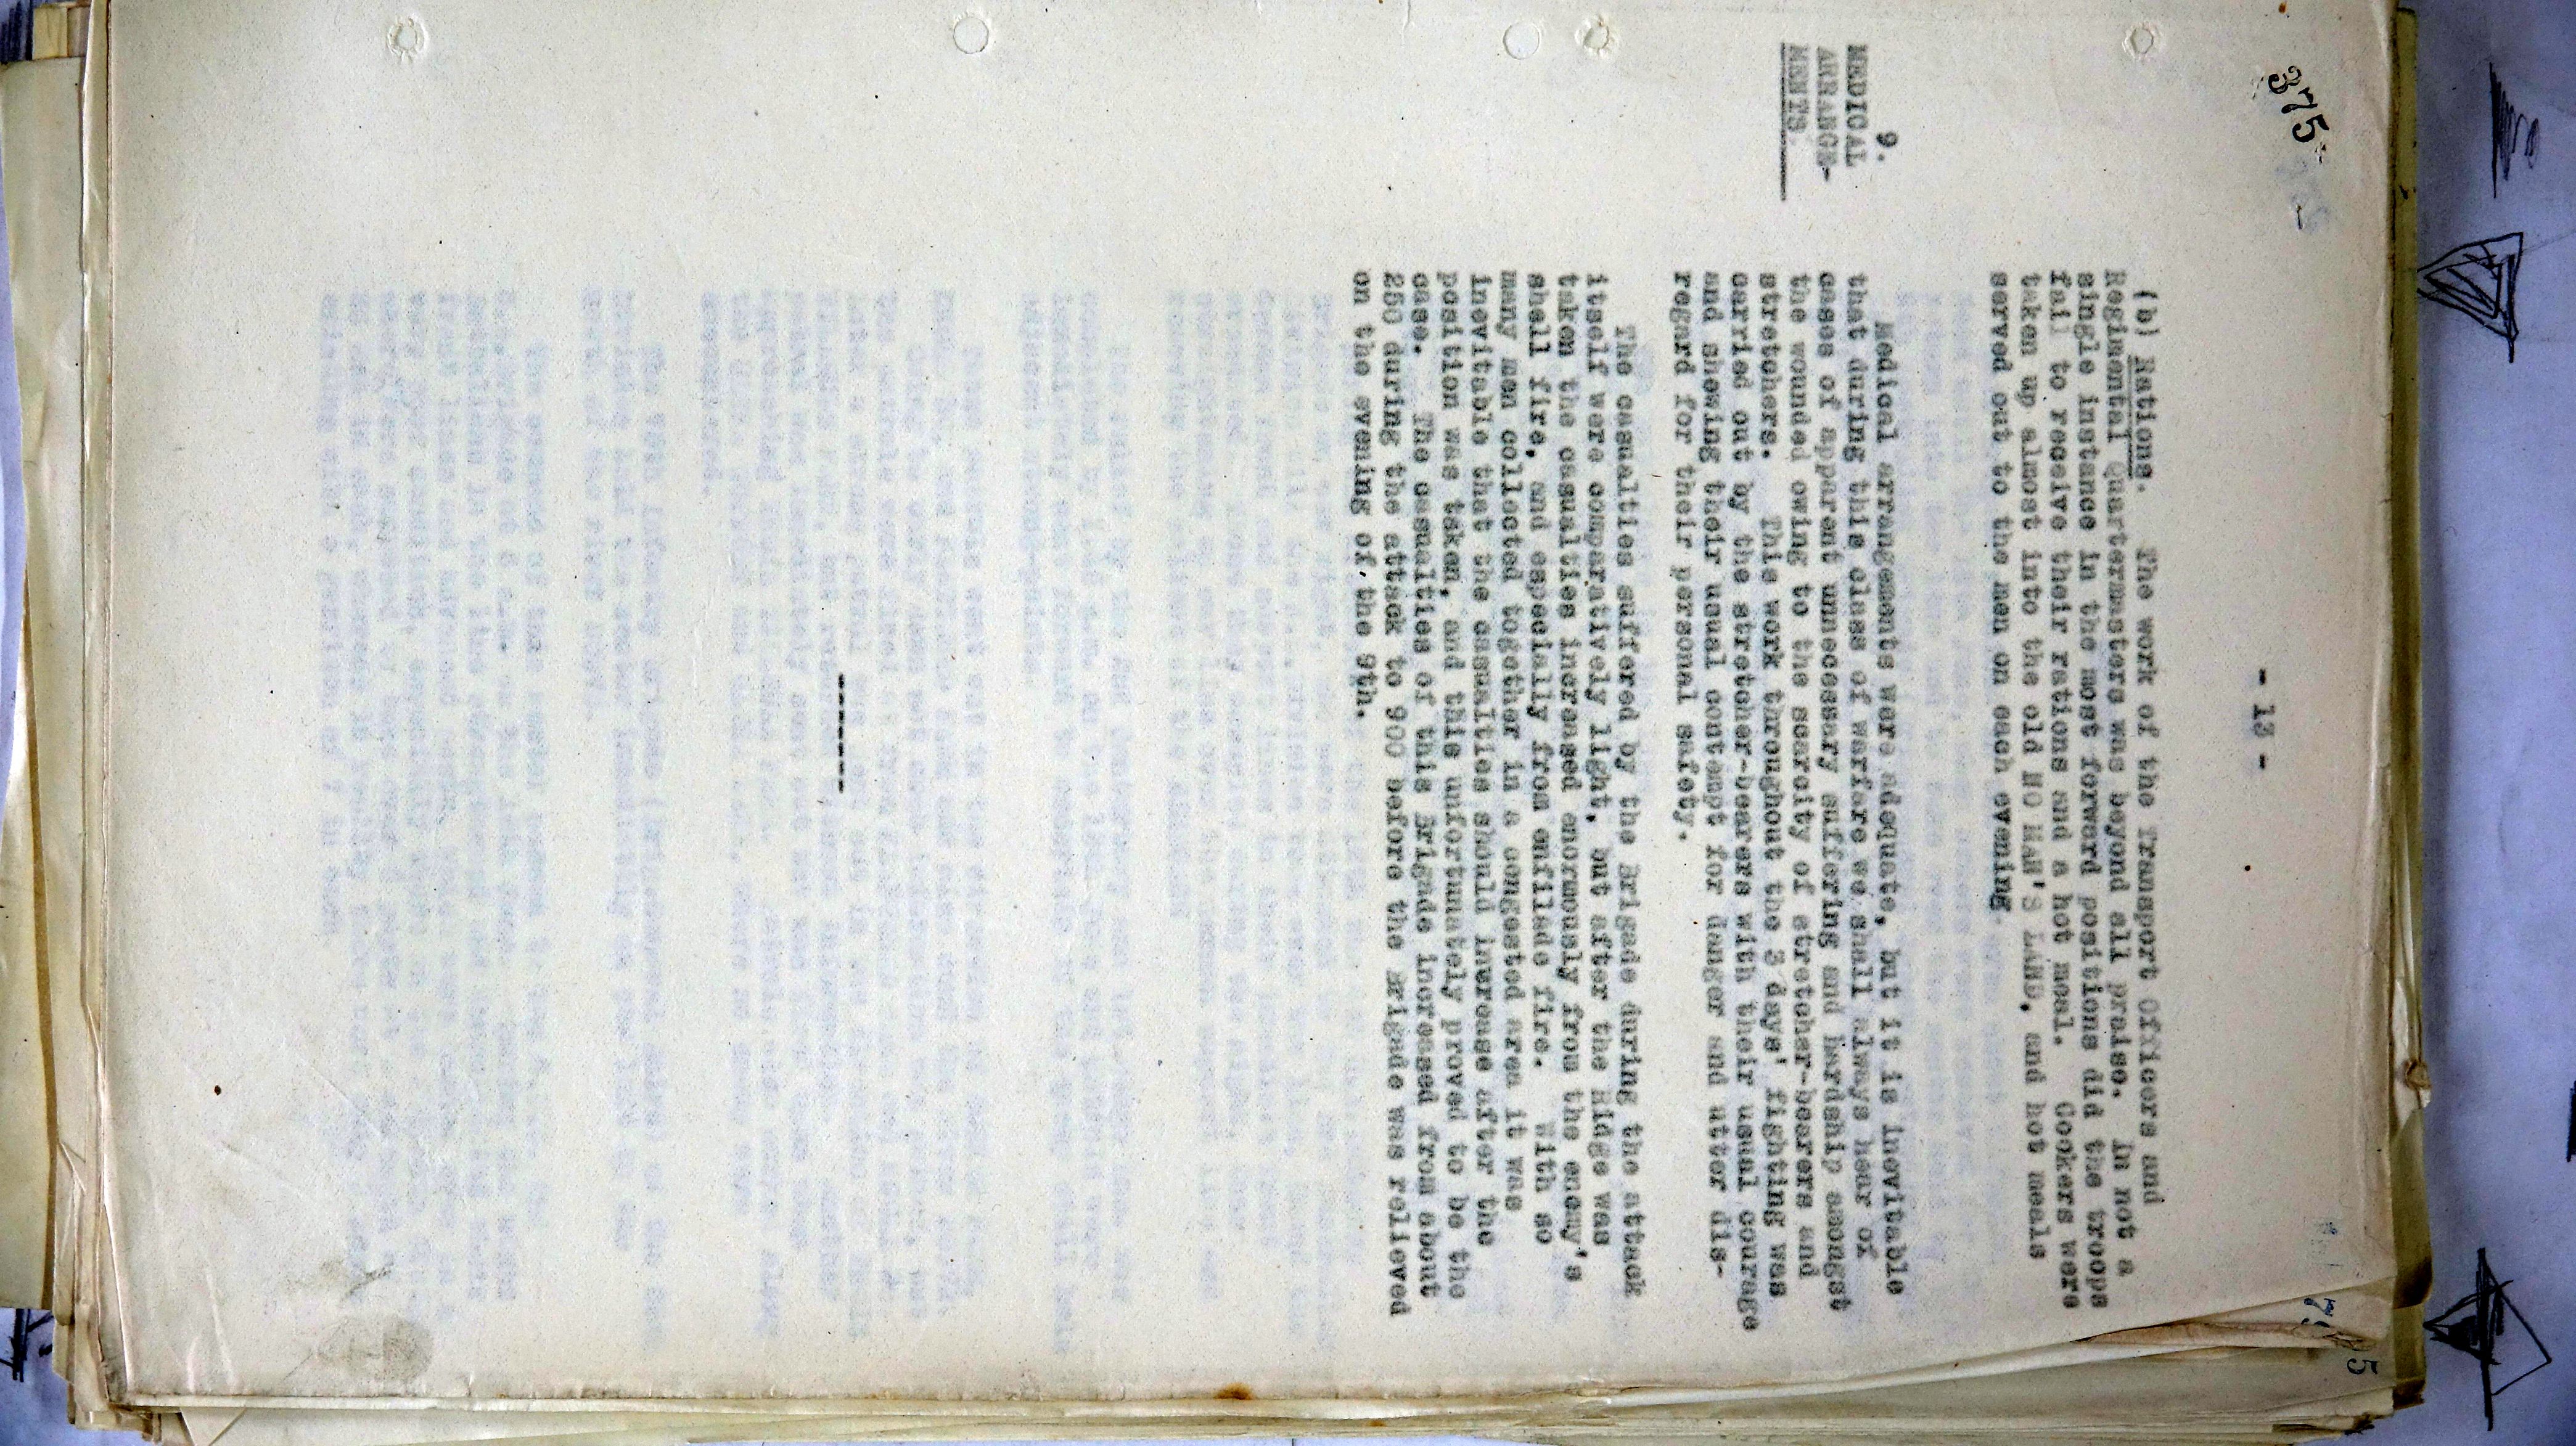 375
- 13 -
(b) Rations. The work of the Transport Officers and
Regimental Quartermasters was beyond all praise. In not a
single instance in the most forward positions did the troops
fail to receive their rations and a hot meal. Cookers were
taken up almost into the old NO MAN'S LAND, and hot meals
served out to the men on each evening.
9.
MEDICAL
ARRANGE-
MENTS.
Medical arrangements were adequate, but it is inevitable
that during this class of warfare we shall always hear of
cases of apparent unnecessary suffering and hardship amongst
the wounded owing to the scarcity of stretcher-bearers and
stretchers. This work throughout the 3 days' fighting was
carried out by the stretcher-bearers with their usual courage
and shewing their usual contempt for danger and utter dis-
regard for their personal safety.
The casualties suffered by the Brigade during the attack
itself were comparatively light, but after the Ridge was
taken the casualties increased enormously from the enemy's
shell fire, and especially from enfilade fire. With so
many men collected together in a congested area it was
inevitable that the casualties should increase after the
position was taken, and this unfortunately proved to be the
case. The casualties of this Brigade increased from about
250 during the attack to 900 before the Brigade was relieved
on the evening of the 9th.
--------